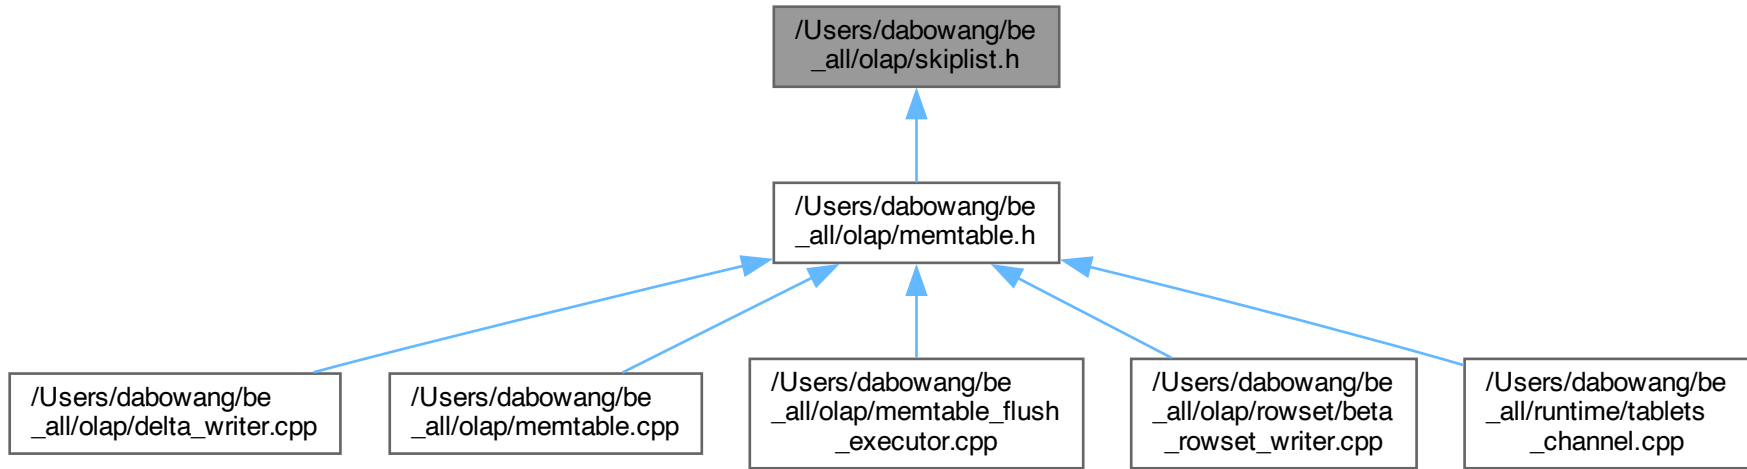 /Users/dabowang/be
_all/olap/skiplist.h
/Users/dabowang/be
_all/olap/memtable.h
/Users/dabowang/be
_all/olap/delta_writer.cpp
/Users/dabowang/be
_all/olap/memtable.cpp
/Users/dabowang/be
_all/olap/memtable_flush
_executor.cpp
/Users/dabowang/be
_all/olap/rowset/beta
_rowset_writer.cpp
/Users/dabowang/be
_all/runtime/tablets
_channel.cpp